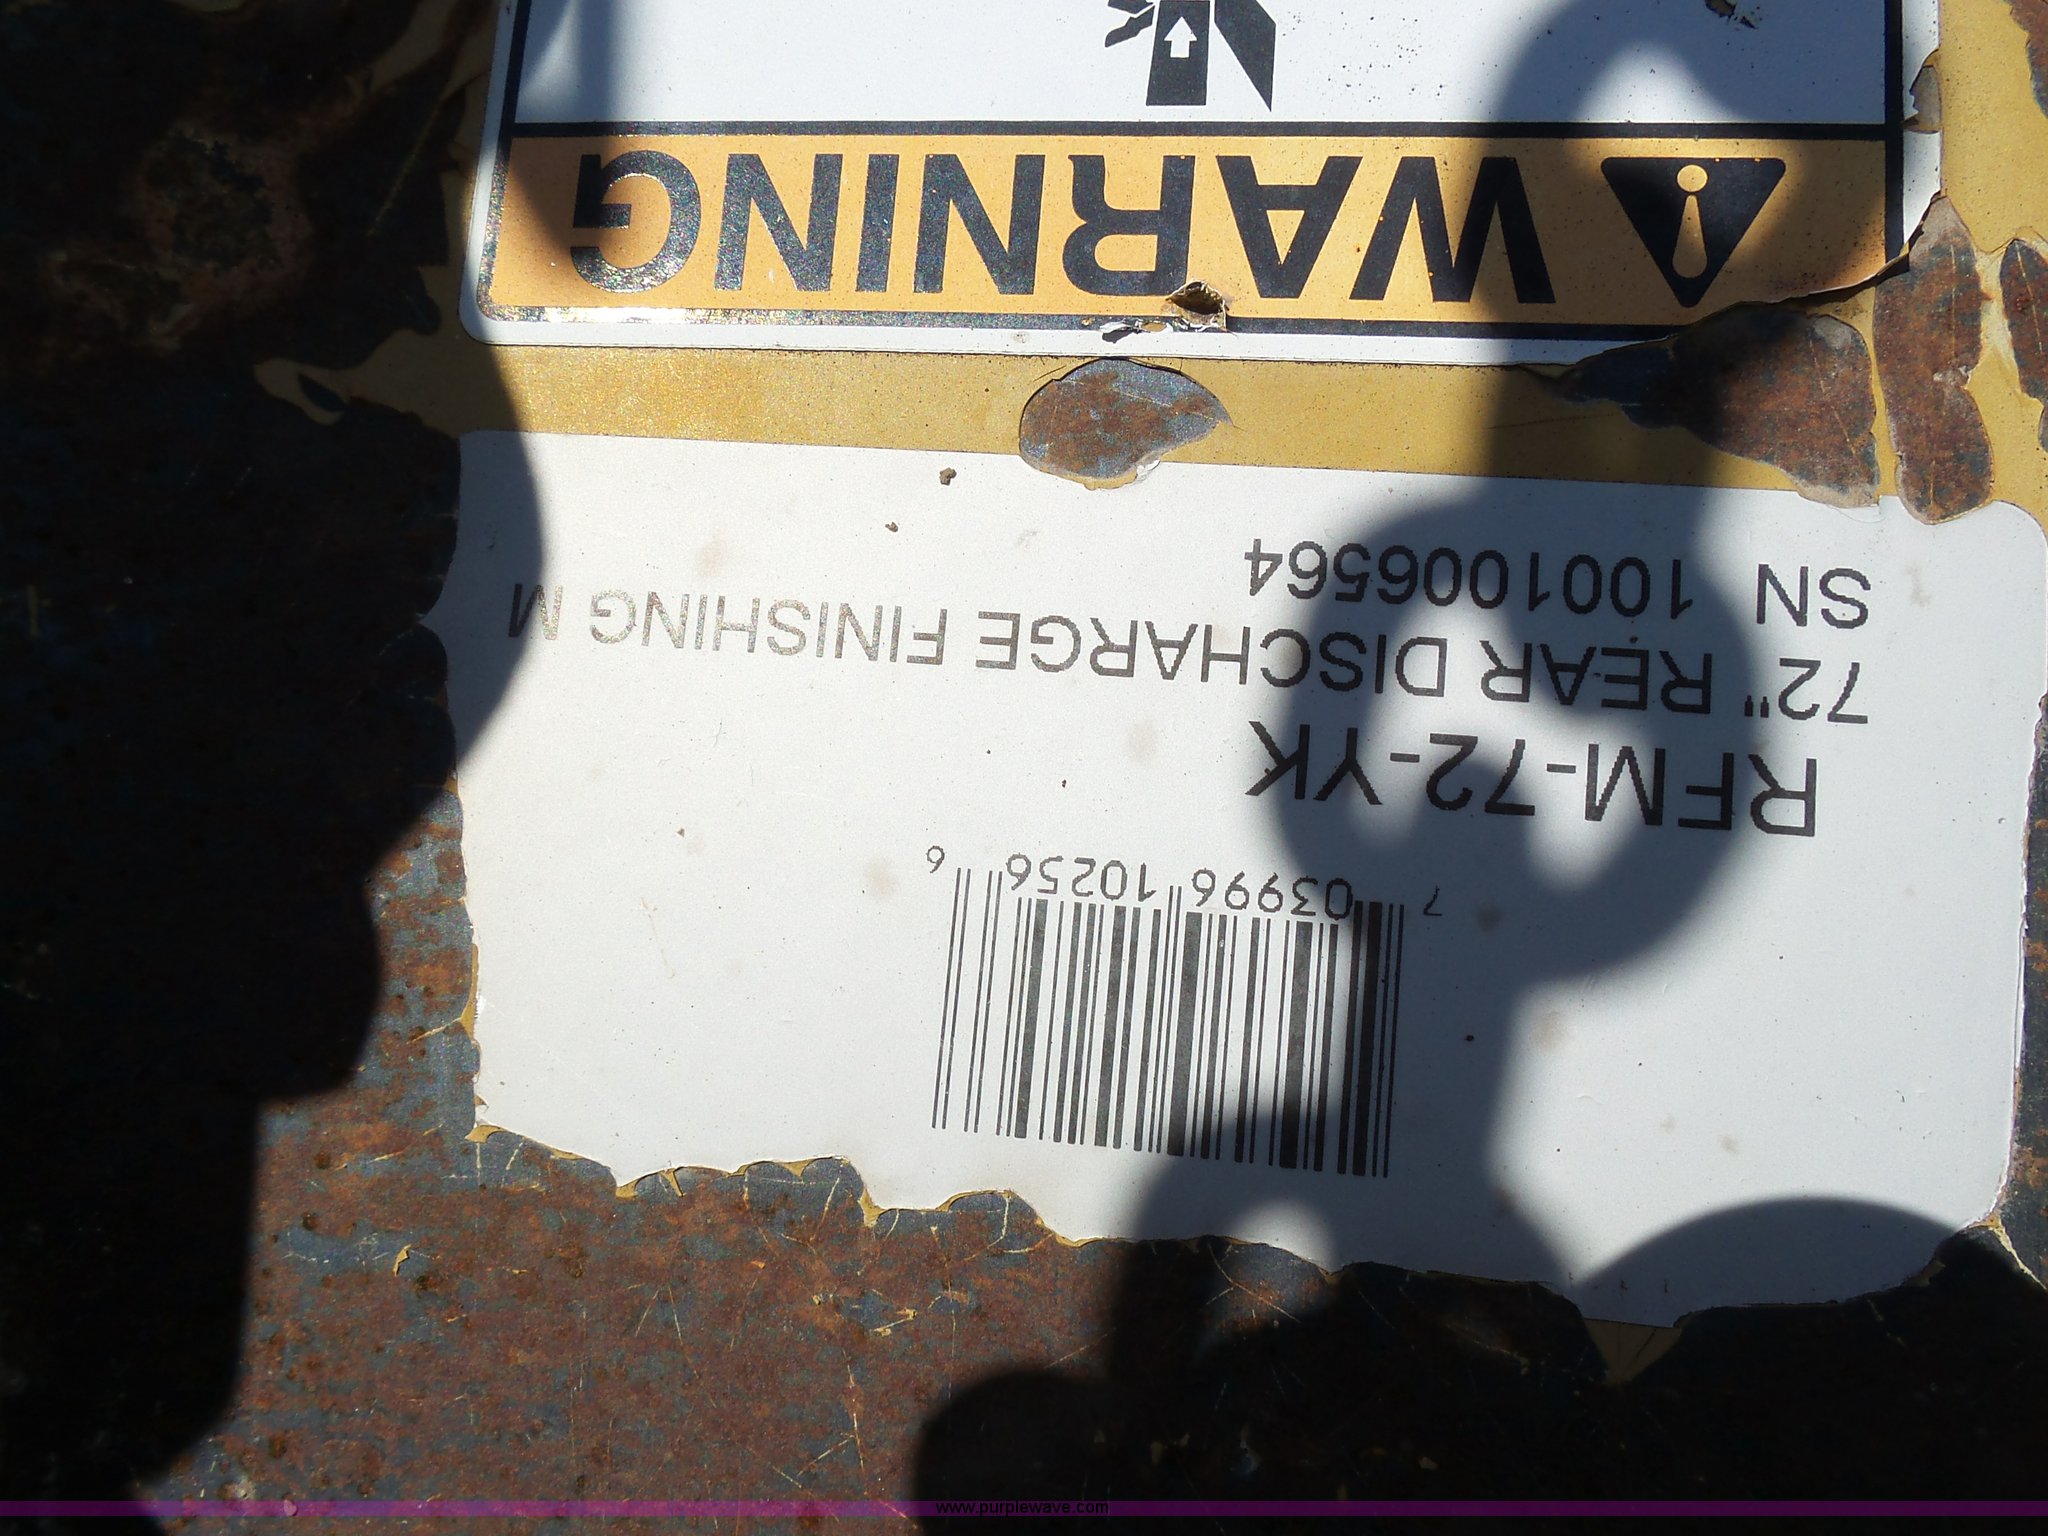 7 03996 10256 6
RFM-72-YK
72" REAR DISCHARGE FINISHING M
SN 1001006564
WARNING
www.purplewave.com